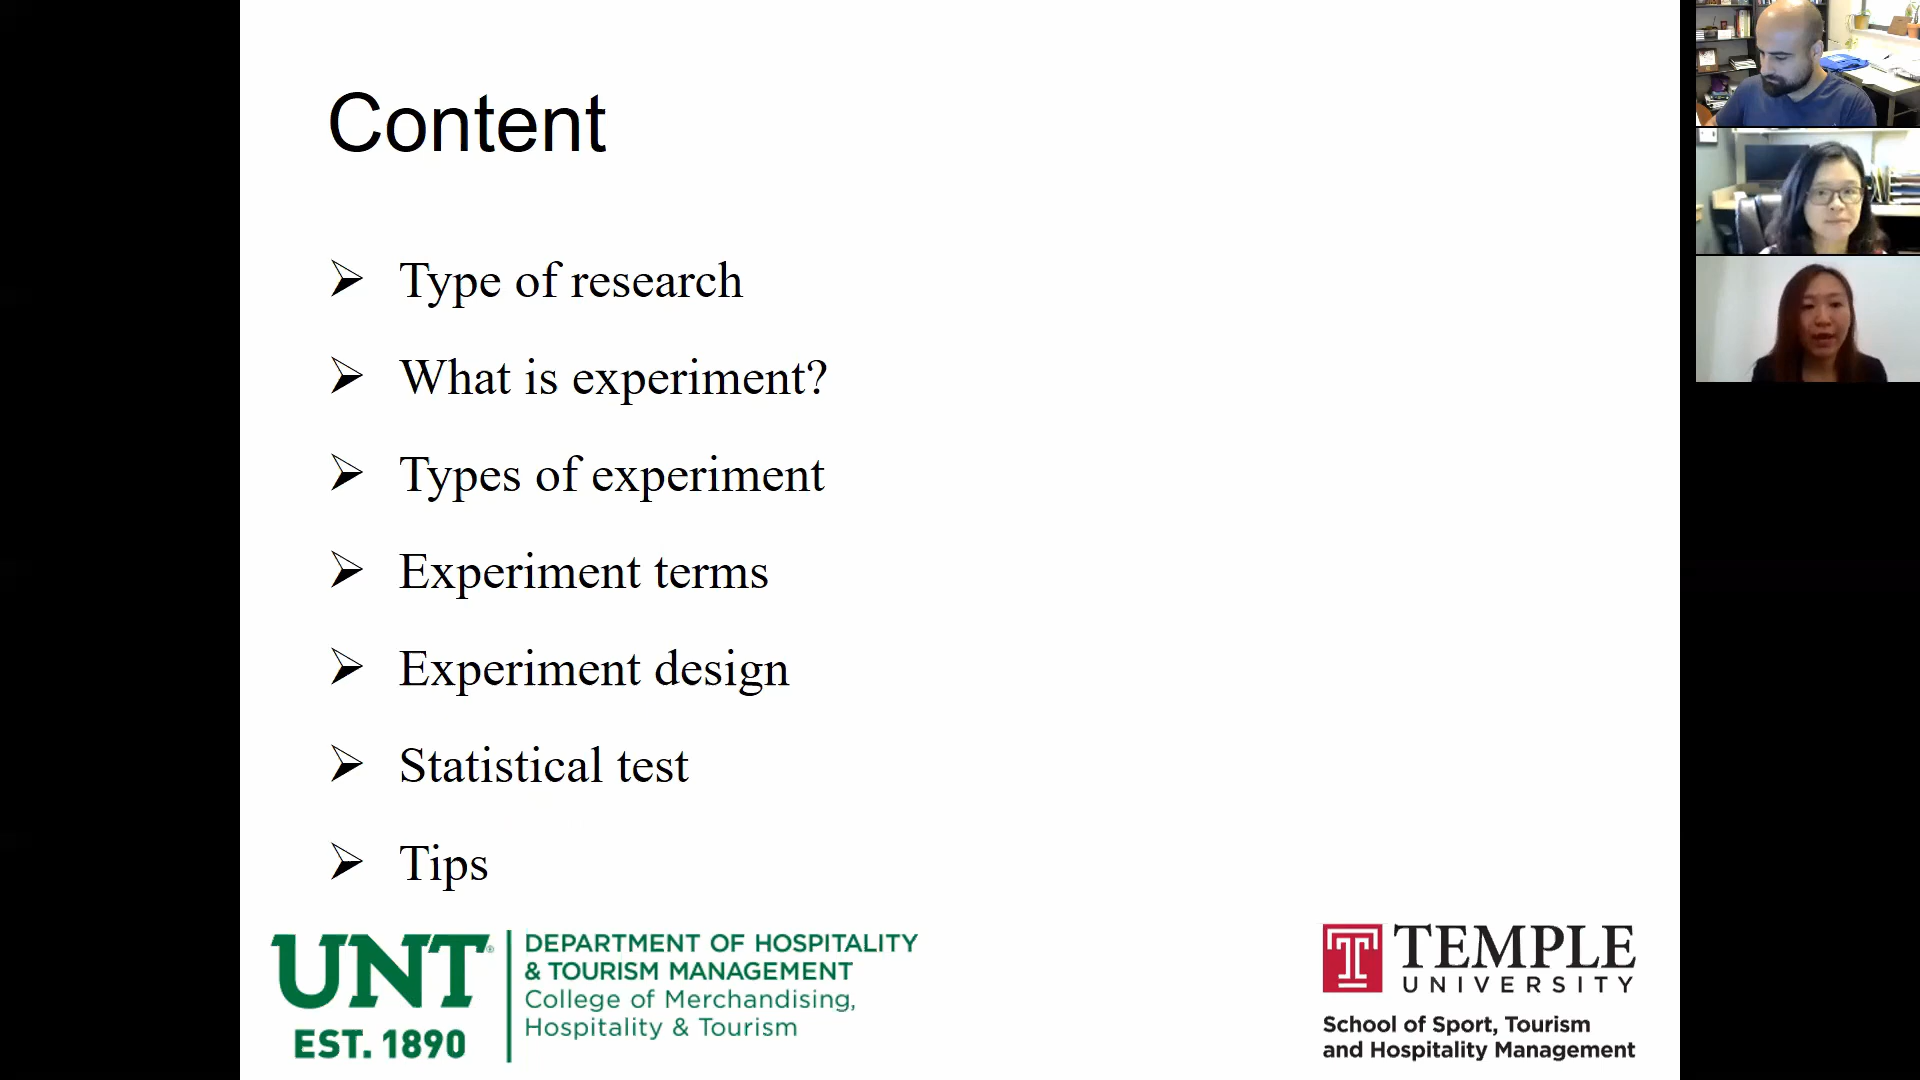 Content
Type of research
What is experiment?
Types of experiment
Experiment terms
Experiment design
Statistical test
Tips
UNT®
EST. 1890
DEPARTMENT OF HOSPITALITY
& TOURISM MANAGEMENT
College of Merchandising,
Hospitality & Tourism
TEMPLE
UNIVERSITY
School of Sport, Tourism
and Hospitality Management